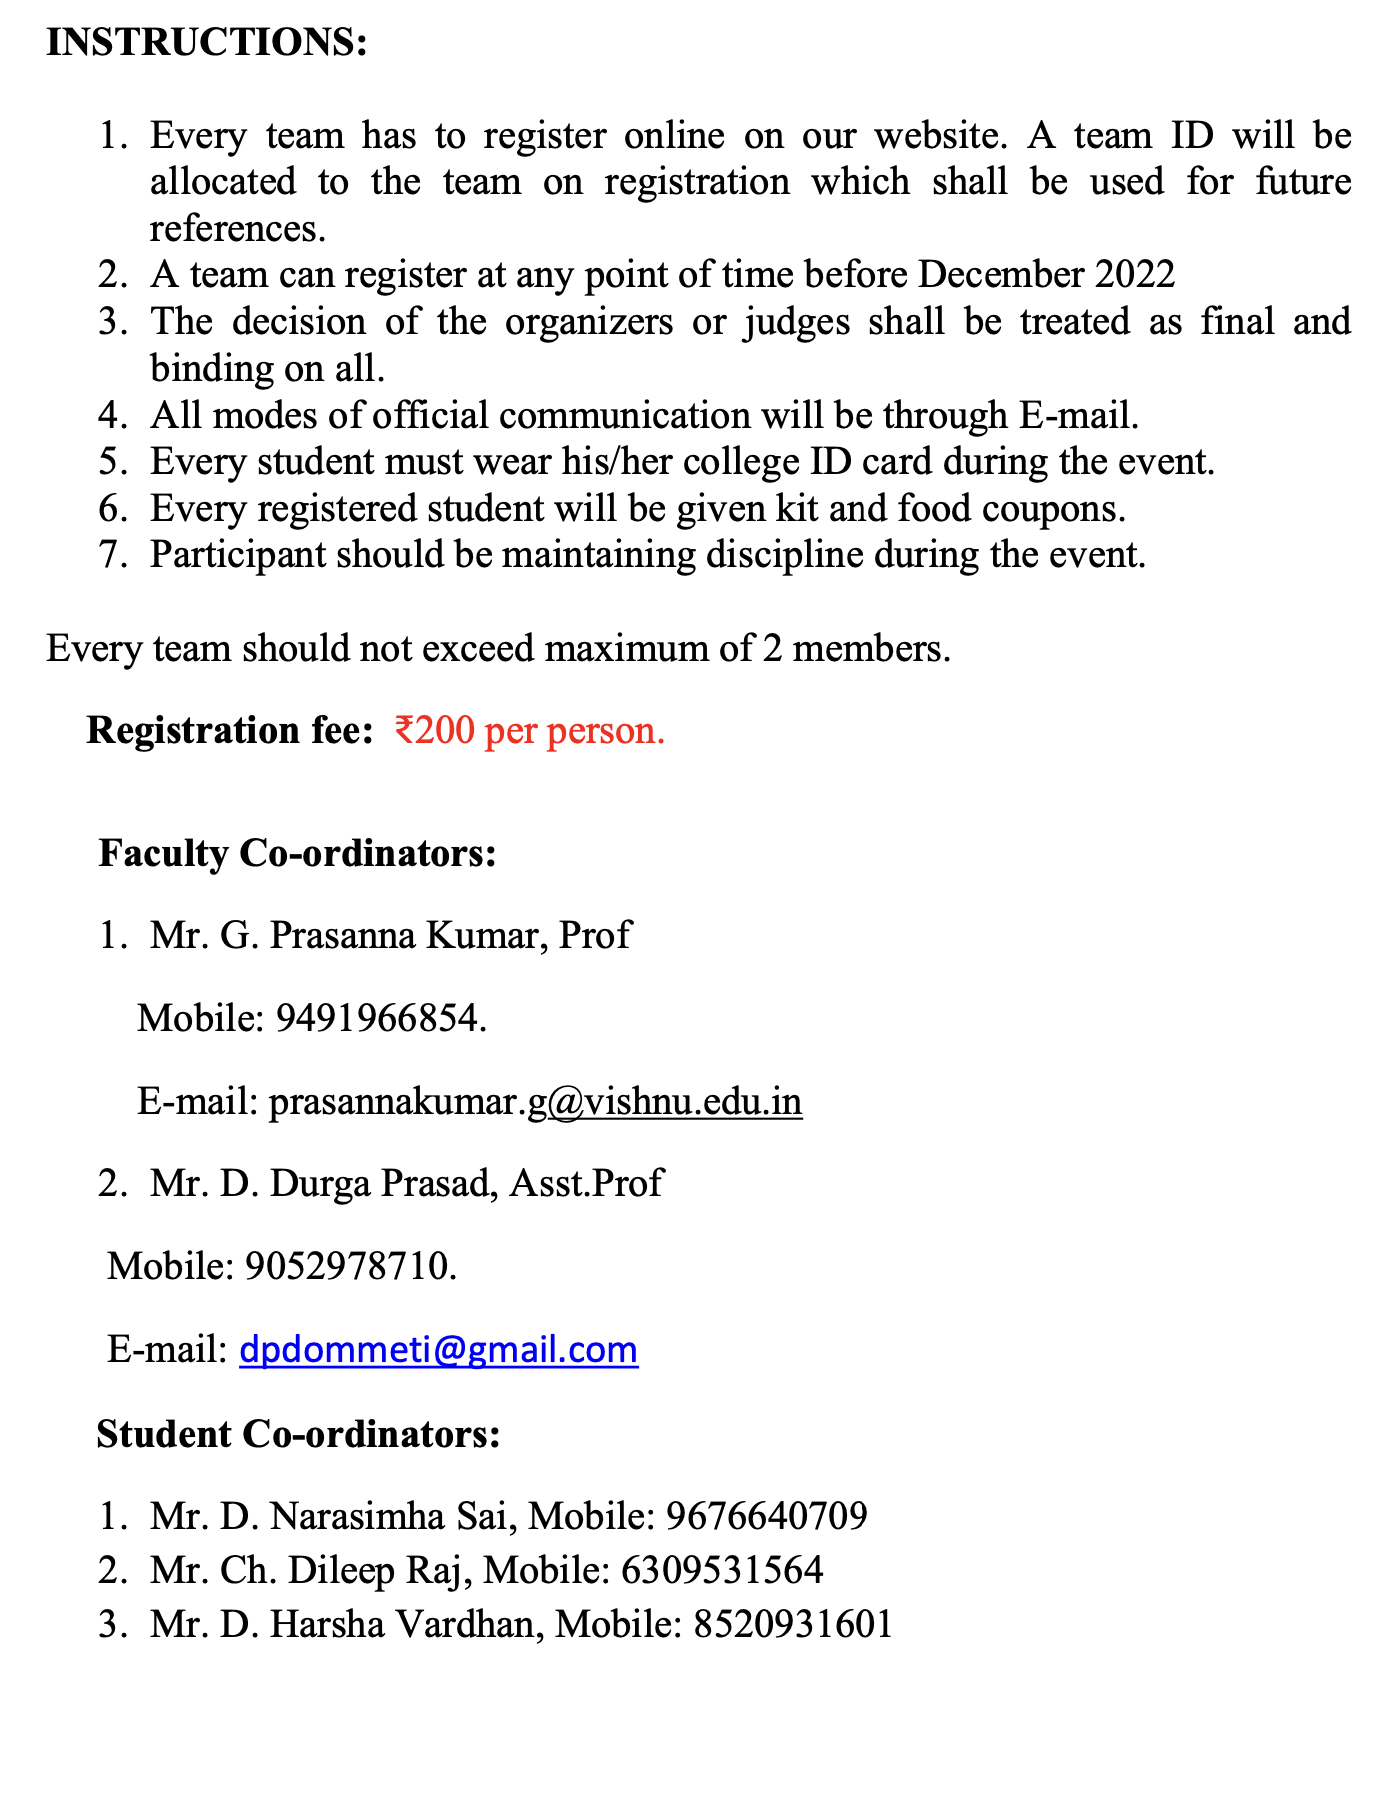 INSTRUCTIONS:
1. Every team has to register online on our website. A team ID will be
allocated to the team on registration which shall be used for future
references.
2. A team can register at any point of time before December 2022
3. The decision of the organizers or judges shall be treated as final and
binding on all.
4. All modes of official communication will be through E-mail.
5. Every student must wear his/her college ID card during the event.
6. Every registered student will be given kit and food coupons.
7. Participant should be maintaining discipline during the event.
Every team should not exceed maximum of 2 members.
Registration fee: ₹200 per person.
Faculty Co-ordinators:
1. Mr. G. Prasanna Kumar, Prof
Mobile: 9491966854.
E-mail: prasannakumar.g@vishnu.edu.in
2. Mr. D. Durga Prasad, Asst.Prof
Mobile: 9052978710.
E-mail: dpdommeti@gmail.com
Student Co-ordinators:
1. Mr. D. Narasimha Sai, Mobile: 9676640709
2. Mr. Ch. Dileep Raj, Mobile: 6309531564
3. Mr. D. Harsha Vardhan, Mobile: 8520931601